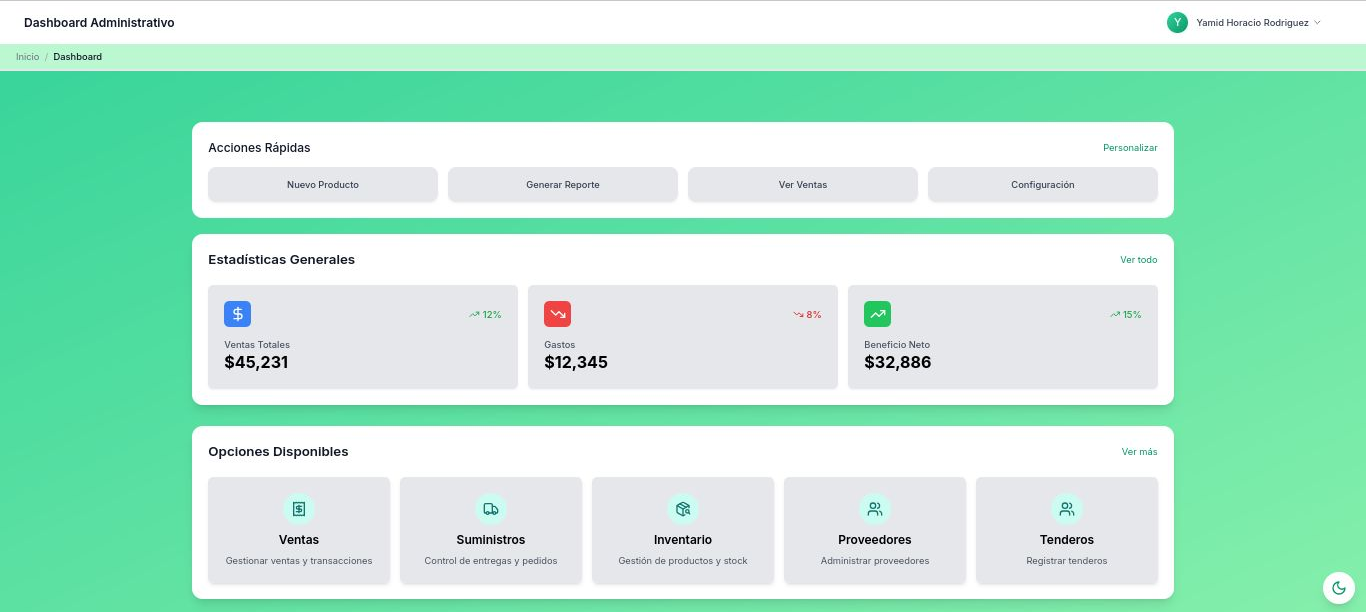 Dashboard Administrativo
Y Yamid Horacio Rodriguez
Inicio / Dashboard
Acciones Rápidas
Personalizar
Nuevo Producto
Generar Reporte
Ver Ventas
Configuración
Estadísticas Generales
Ver todo
12%
Ventas Totales
$45,231
8%
Gastos
$12,345
15%
Beneficio Neto
$32,886
Opciones Disponibles
Ver más
Ventas
Gestionar ventas y transacciones
Suministros
Control de entregas y pedidos
Inventario
Gestión de productos y stock
Proveedores
Administrar proveedores
Tenderos
Registrar tenderos